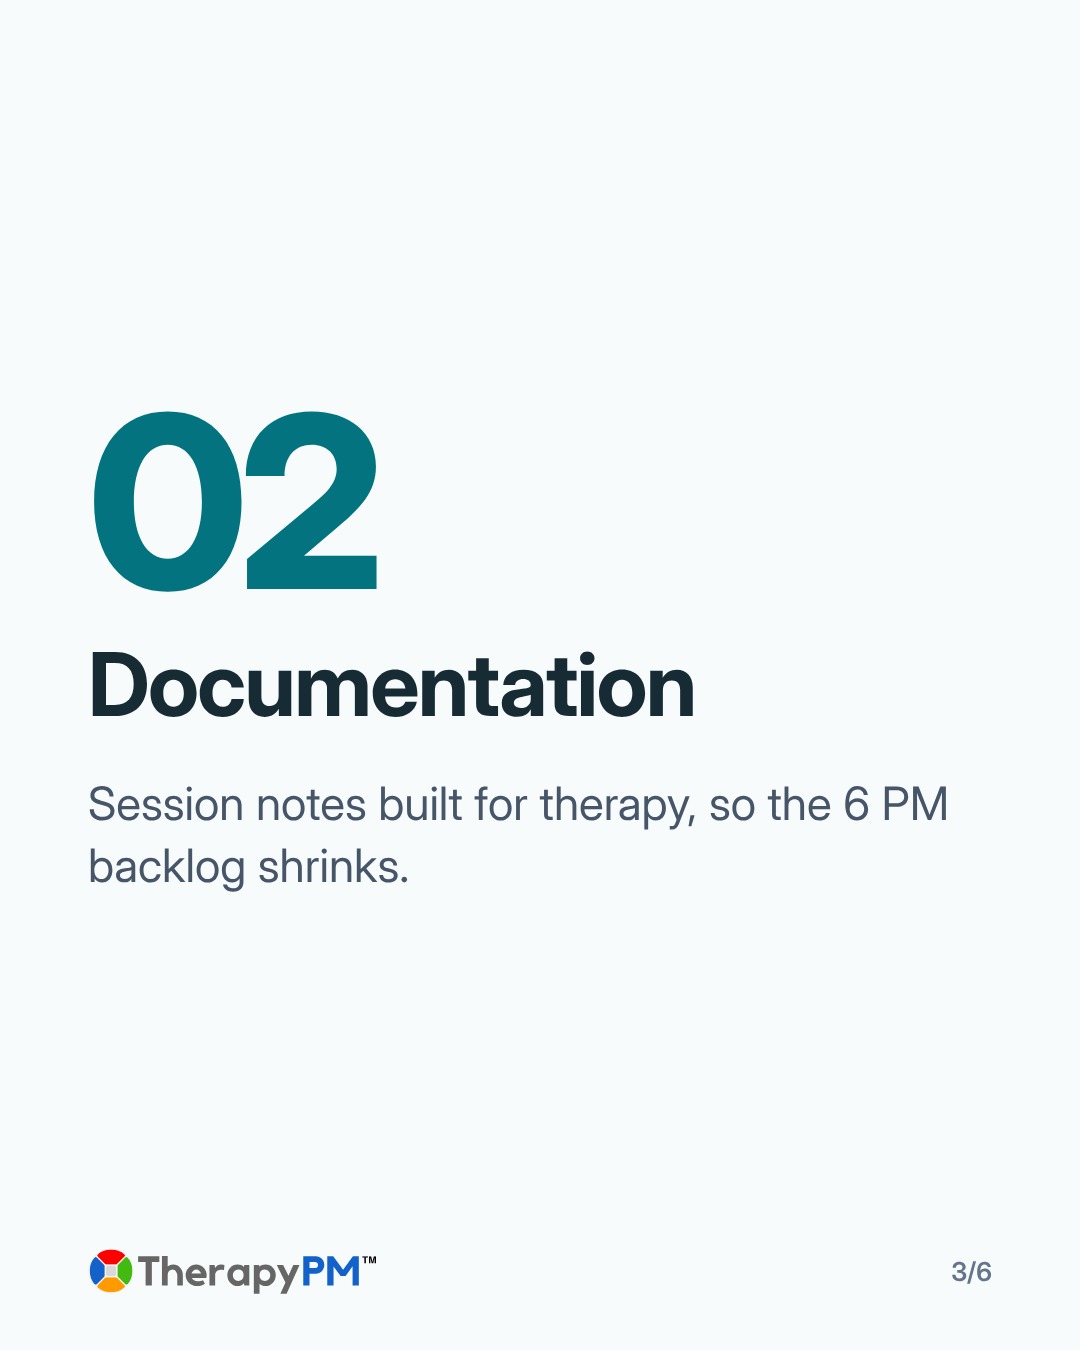 02
Documentation
Session notes built for therapy, so the 6 PM
backlog shrinks.
TherapyPM™
3/6